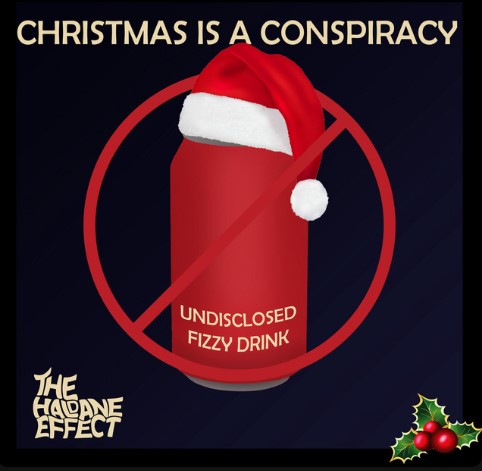 CHRISTMAS IS A CONSPIRACY
UNDISCLOSED
FIZZY DRINK
THE
HALDANE
EFFECT